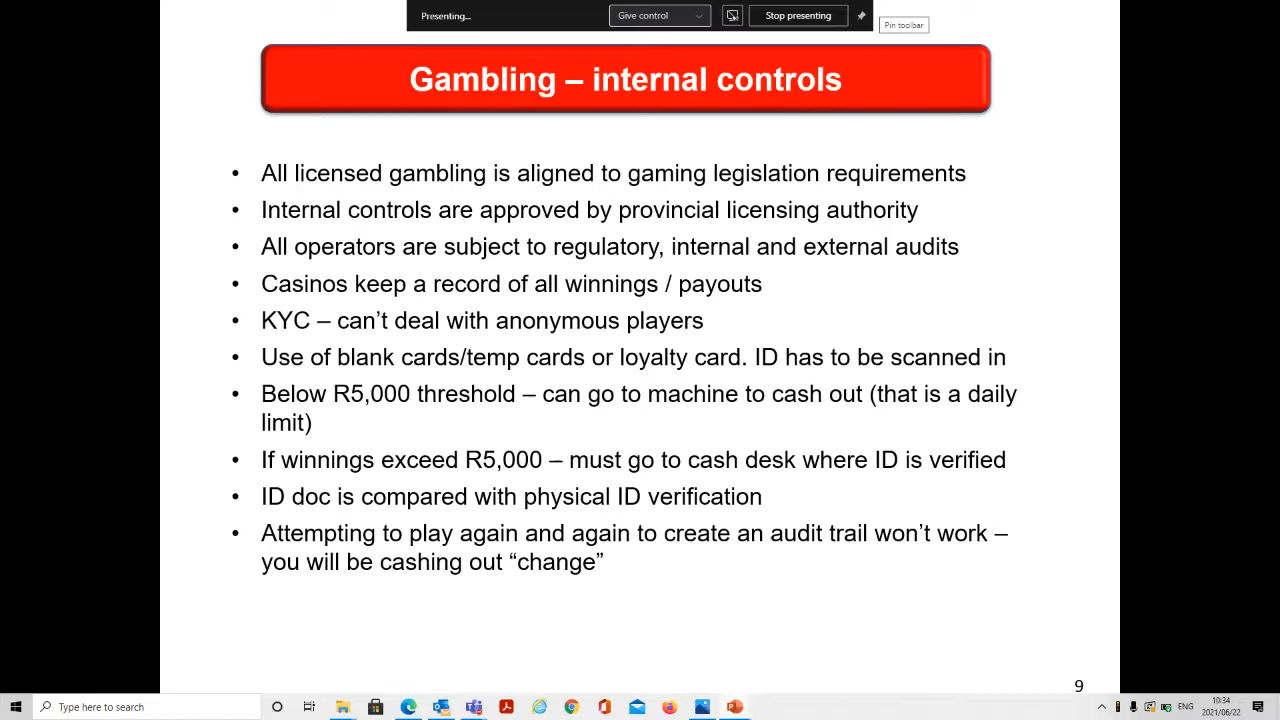 Presenting...
Give control
Stop presenting
Pin toolbar
Gambling – internal controls
• All licensed gambling is aligned to gaming legislation requirements
• Internal controls are approved by provincial licensing authority
• All operators are subject to regulatory, internal and external audits
• Casinos keep a record of all winnings / payouts
• KYC – can’t deal with anonymous players
• Use of blank cards/temp cards or loyalty card. ID has to be scanned in
• Below R5,000 threshold – can go to machine to cash out (that is a daily
limit)
• If winnings exceed R5,000 – must go to cash desk where ID is verified
• ID doc is compared with physical ID verification
• Attempting to play again and again to create an audit trail won’t work –
you will be cashing out “change”
9
Type here to search
ENG
10:34
2021/06/22